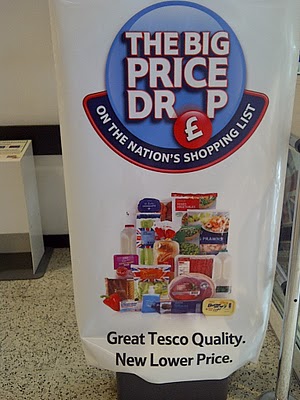 THE BIG
PRICE
DROP
£
ON THE NATION'S SHOPPING LIST
Great Tesco Quality.
New Lower Price.